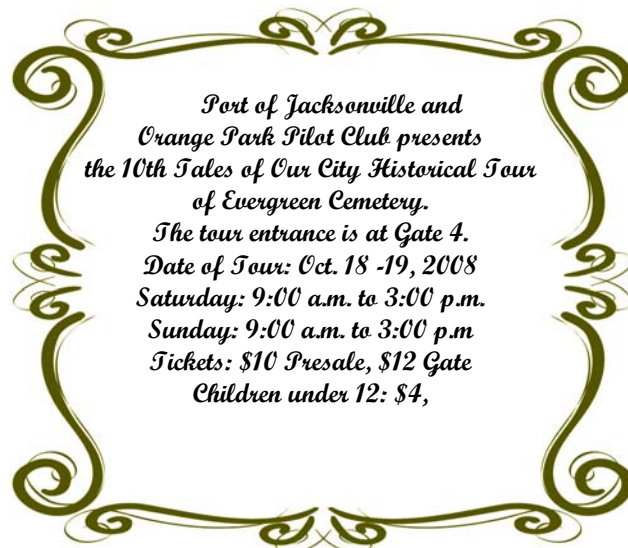 Port of Jacksonville and
Orange Park Pilot Club presents
the 10th Tales of Our City Historical Tour
of Evergreen Cemetery.
The tour entrance is at Gate 4.
Date of Tour: Oct. 18 -19, 2008
Saturday: 9:00 a.m. to 3:00 p.m.
Sunday: 9:00 a.m. to 3:00 p.m
Tickets: $10 Presale, $12 Gate
Children under 12: $4,